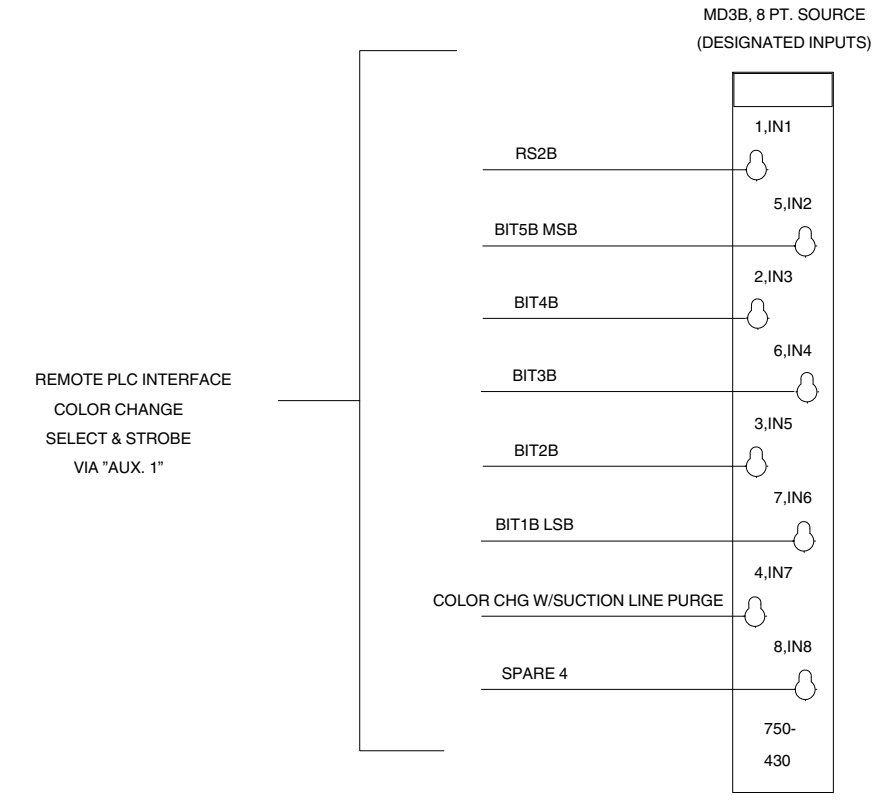 MD3B, 8 PT. SOURCE
(DESIGNATED INPUTS)
1,IN1
RS2B
5,IN2
BIT5B MSB
2,IN3
BIT4B
6,IN4
BIT3B
REMOTE PLC INTERFACE
COLOR CHANGE
SELECT & STROBE
VIA ”AUX. 1”
3,IN5
BIT2B
7,IN6
BIT1B LSB
4,IN7
COLOR CHG W/SUCTION LINE PURGE
8,IN8
SPARE 4
750-
430